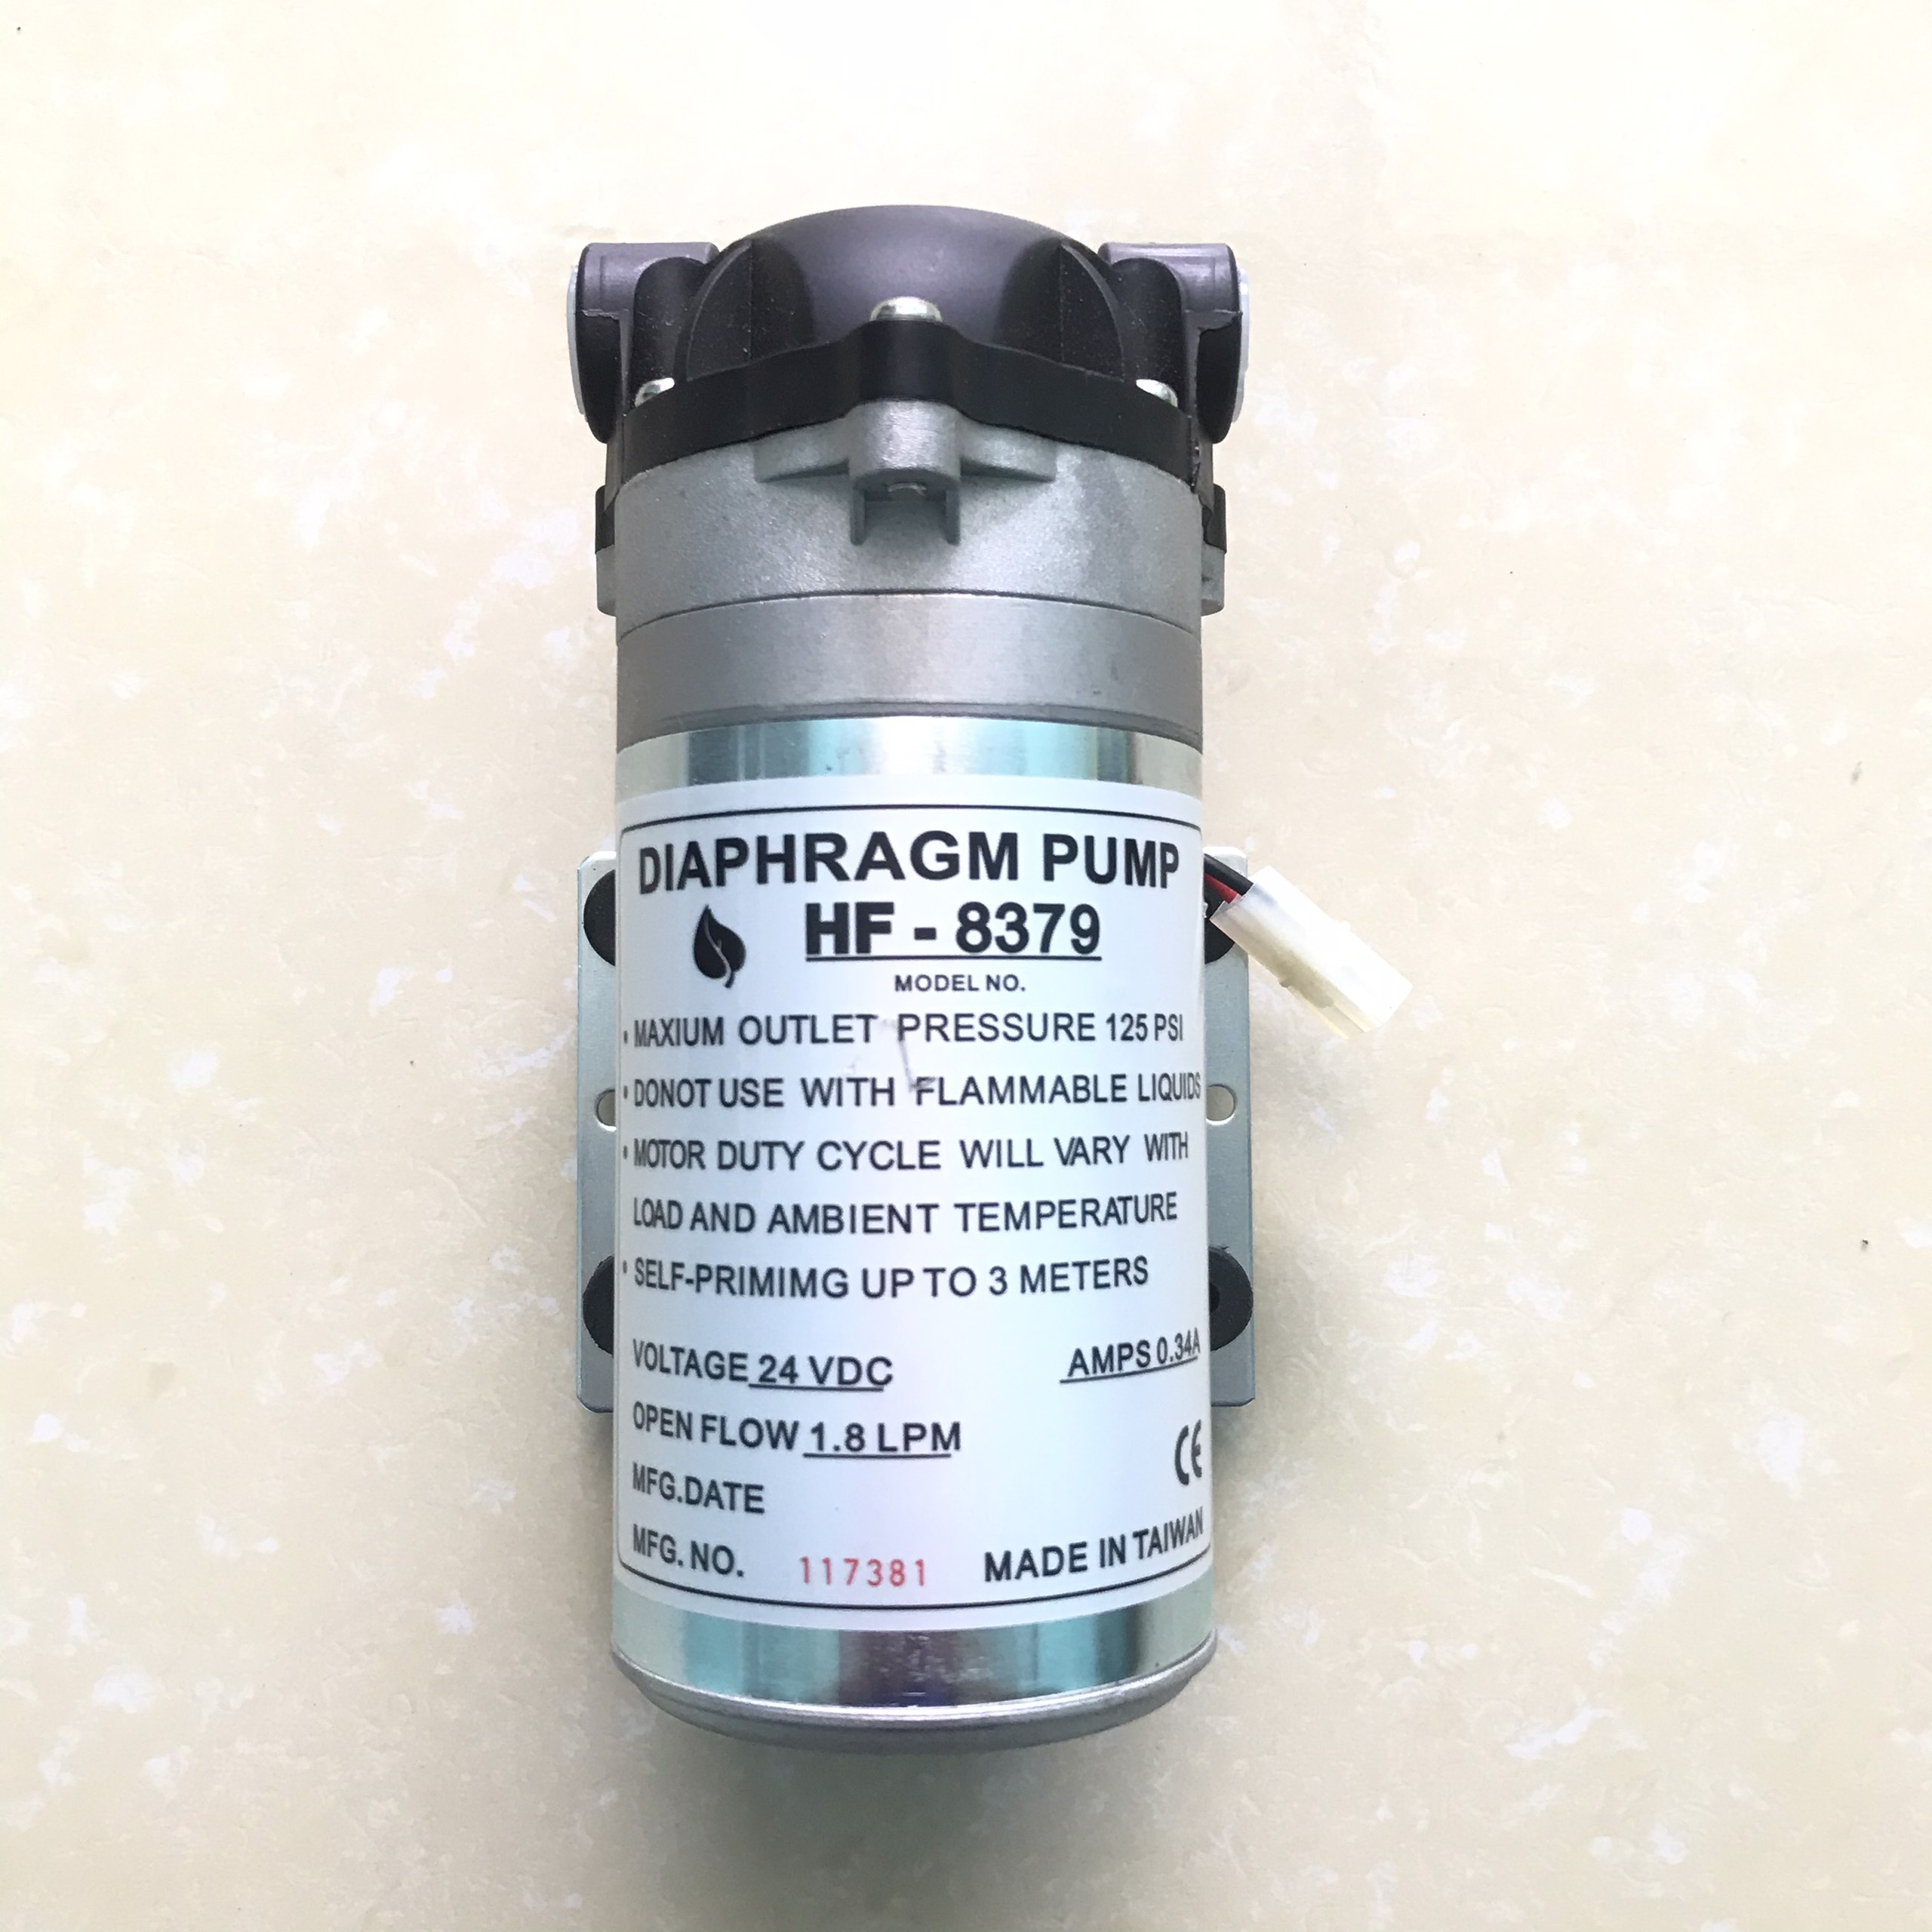 DIAPHRAGM PUMP
HF - 8379
MODEL NO.
• MAXIUM OUTLET PRESSURE 125 PSI
• DONOT USE WITH FLAMMABLE LIQUIDS
• MOTOR DUTY CYCLE WILL VARY WITH
LOAD AND AMBIENT TEMPERATURE
• SELF-PRIMIMG UP TO 3 METERS
VOLTAGE 24 VDC AMPS 0.34A
OPEN FLOW 1.8 LPM
CE
MFG.DATE
MFG. NO. 117381 MADE IN TAIWAN